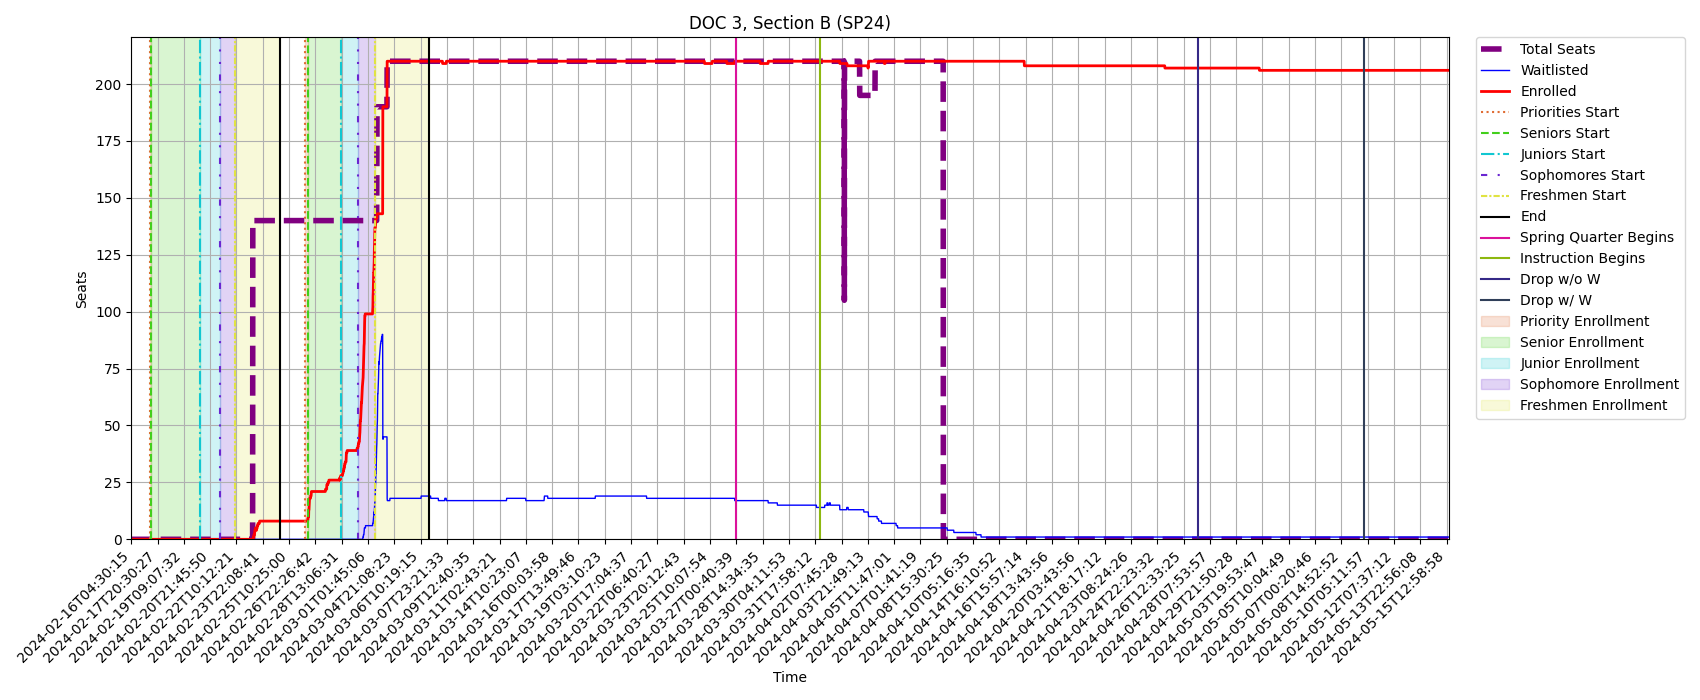 DOC 3, Section B (SP24)
Seats
200
175
150
125
100
75
50
25
0
2024-02-16T04:30:15
2024-02-17T20:30:27
2024-02-19T09:07:32
2024-02-20T21:45:50
2024-02-22T10:12:21
2024-02-23T22:08:41
2024-02-25T10:25:00
2024-02-26T22:26:42
2024-02-28T13:06:31
2024-03-01T01:45:06
2024-03-04T21:08:23
2024-03-06T10:19:15
2024-03-07T23:21:33
2024-03-09T12:40:35
2024-03-11T02:43:21
2024-03-14T10:23:07
2024-03-16T00:03:58
2024-03-17T13:49:46
2024-03-19T03:10:23
2024-03-20T17:04:37
2024-03-22T06:40:27
2024-03-23T20:12:43
2024-03-25T10:07:54
2024-03-27T00:40:39
2024-03-28T14:34:35
2024-03-30T04:11:53
2024-03-31T17:58:12
2024-04-02T07:45:28
2024-04-03T21:49:13
2024-04-05T11:47:01
2024-04-07T01:41:19
2024-04-08T15:30:25
2024-04-10T05:16:35
2024-04-14T16:10:52
2024-04-16T15:57:14
2024-04-18T13:43:56
2024-04-20T03:43:56
2024-04-21T18:17:12
2024-04-23T08:24:26
2024-04-24T22:23:32
2024-04-26T12:33:25
2024-04-28T07:53:57
2024-04-29T21:50:28
2024-05-03T19:53:47
2024-05-05T10:04:49
2024-05-07T00:20:46
2024-05-08T14:52:52
2024-05-10T05:11:57
2024-05-12T07:37:12
2024-05-13T22:56:08
2024-05-15T12:58:58
Time
Total Seats
Waitlisted
Enrolled
Priorities Start
Seniors Start
Juniors Start
Sophomores Start
Freshmen Start
End
Spring Quarter Begins
Instruction Begins
Drop w/o W
Drop w/ W
Priority Enrollment
Senior Enrollment
Junior Enrollment
Sophomore Enrollment
Freshmen Enrollment